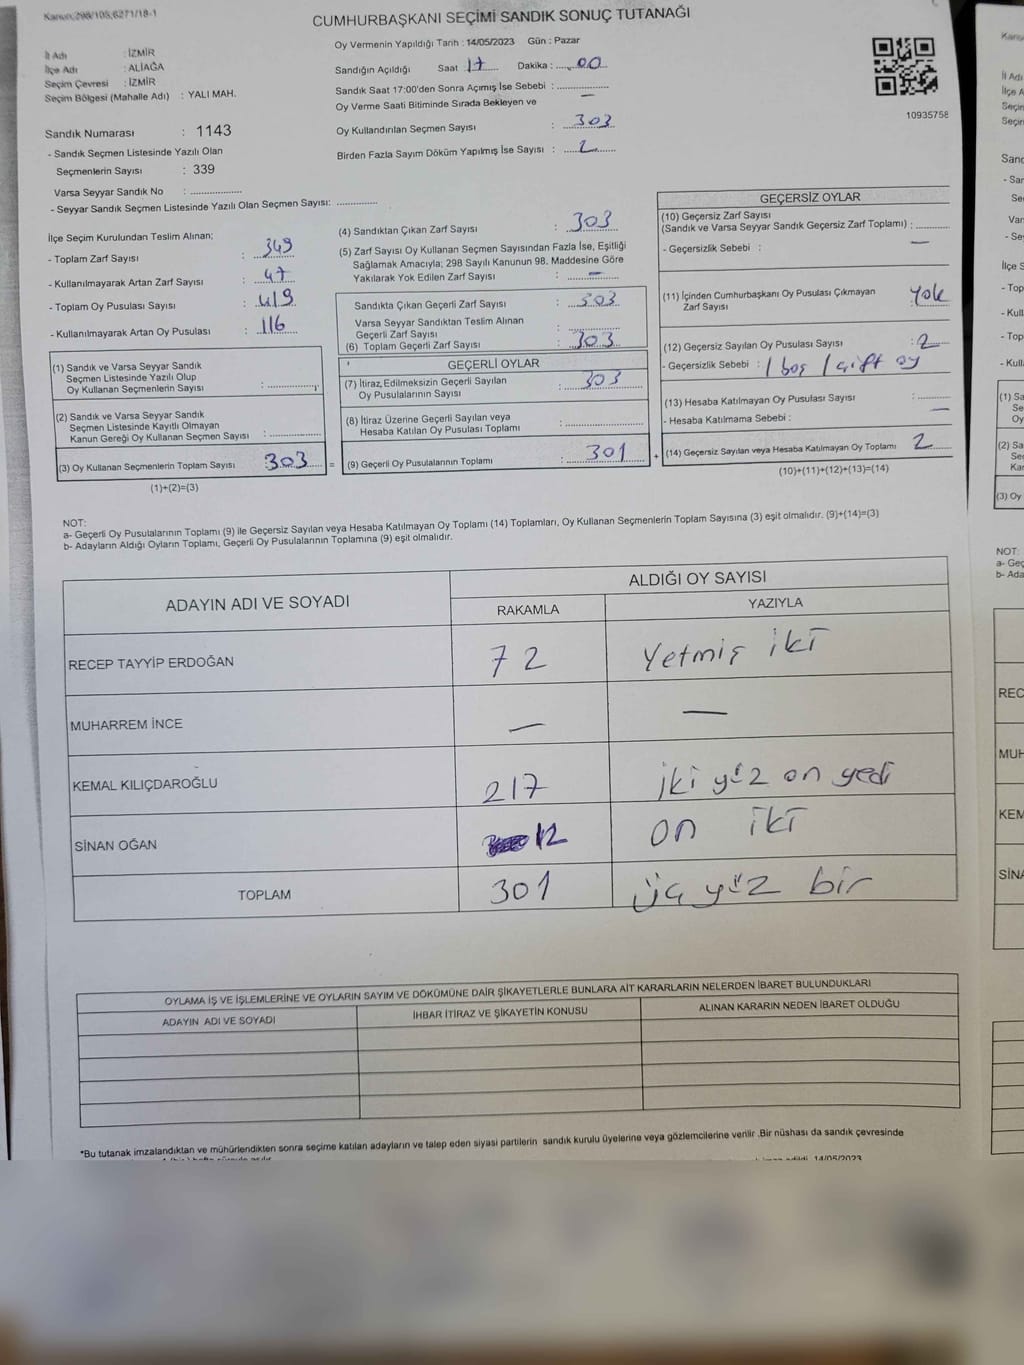 Kanun;298/105,6271/18-1
CUMHURBAŞKANI SEÇİMİ SANDIK SONUÇ TUTANAĞI
İl Adı : İZMİR
İlçe Adı : ALİAĞA
Seçim Çevresi : İZMİR
Seçim Bölgesi (Mahalle Adı) : YALI MAH.
Oy Vermenin Yapıldığı Tarih : 14/05/2023 Gün : Pazar
Sandığın Açıldığı Saat 17 Dakika : 00
Sandık Saat 17:00'den Sonra Açımış İse Sebebi : —
Oy Verme Saati Bitiminde Sırada Bekleyen ve
Oy Kullandırılan Seçmen Sayısı : 303
Birden Fazla Sayım Döküm Yapılmış İse Sayısı : 2
10935758
Sandık Numarası : 1143
- Sandık Seçmen Listesinde Yazılı Olan
Seçmenlerin Sayısı : 339
Varsa Seyyar Sandık No :
- Seyyar Sandık Seçmen Listesinde Yazılı Olan Seçmen Sayısı:
İlçe Seçim Kurulundan Teslim Alınan;
- Toplam Zarf Sayısı : 349
- Kullanılmayarak Artan Zarf Sayısı : 47
- Toplam Oy Pusulası Sayısı : 419
- Kullanılmayarak Artan Oy Pusulası : 116
(1) Sandık ve Varsa Seyyar Sandık
Seçmen Listesinde Yazılı Olup
Oy Kullanan Seçmenlerin Sayısı :
(2) Sandık ve Varsa Seyyar Sandık
Seçmen Listesinde Kayıtlı Olmayan
Kanun Gereği Oy Kullanan Seçmen Sayısı :
(3) Oy Kullanan Seçmenlerin Toplam Sayısı 303 =
(1)+(2)=(3)
(4) Sandıktan Çıkan Zarf Sayısı : 303
(5) Zarf Sayısı Oy Kullanan Seçmen Sayısından Fazla İse, Eşitliği
Sağlamak Amacıyla; 298 Sayılı Kanunun 98. Maddesine Göre
Yakılarak Yok Edilen Zarf Sayısı : —
Sandıkta Çıkan Geçerli Zarf Sayısı : 303
Varsa Seyyar Sandıktan Teslim Alınan
Geçerli Zarf Sayısı :
(6) Toplam Geçerli Zarf Sayısı : 303
GEÇERLİ OYLAR
(7) İtiraz Edilmeksizin Geçerli Sayılan
Oy Pusulalarının Sayısı : 303
(8) İtiraz Üzerine Geçerli Sayılan veya
Hesaba Katılan Oy Pusulası Toplamı :
(9) Geçerli Oy Pusulalarının Toplamı : 301 +
GEÇERSİZ OYLAR
(10) Geçersiz Zarf Sayısı
(Sandık ve Varsa Seyyar Sandık Geçersiz Zarf Toplamı) :
- Geçersizlik Sebebi : —
(11) İçinden Cumhurbaşkanı Oy Pusulası Çıkmayan
Zarf Sayısı Yok
(12) Geçersiz Sayılan Oy Pusulası Sayısı : 2
- Geçersizlik Sebebi : 1 boş 1 çift oy
(13) Hesaba Katılmayan Oy Pusulası Sayısı :
- Hesaba Katılmama Sebebi : —
(14) Geçersiz Sayılan veya Hesaba Katılmayan Oy Toplamı 2
(10)+(11)+(12)+(13)=(14)
NOT:
a- Geçerli Oy Pusulalarının Toplamı (9) ile Geçersiz Sayılan veya Hesaba Katılmayan Oy Toplamı (14) Toplamları, Oy Kullanan Seçmenlerin Toplam Sayısına (3) eşit olmalıdır. (9)+(14)=(3)
b- Adayların Aldığı Oyların Toplamı, Geçerli Oy Pusulalarının Toplamına (9) eşit olmalıdır.
ADAYIN ADI VE SOYADI ALDIĞI OY SAYISI
RAKAMLA YAZIYLA
RECEP TAYYİP ERDOĞAN 72 Yetmiş iki
MUHARREM İNCE — —
KEMAL KILIÇDAROĞLU 217 iki yüz on yedi
SİNAN OĞAN 12 on iki
TOPLAM 301 üç yüz bir
OYLAMA İŞ VE İŞLEMLERİNE VE OYLARIN SAYIM VE DÖKÜMÜNE DAİR ŞİKAYETLERLE BUNLARA AİT KARARLARIN NELERDEN İBARET BULUNDUKLARI
ADAYIN ADI VE SOYADI İHBAR İTİRAZ VE ŞİKAYETİN KONUSU ALINAN KARARIN NEDEN İBARET OLDUĞU
*Bu tutanak imzalandıktan ve mühürlendikten sonra seçime katılan adayların ve talep eden siyasi partilerin sandık kurulu üyelerine veya gözlemcilerine verilir .Bir nüshası da sandık çevresinde
14/05/2023